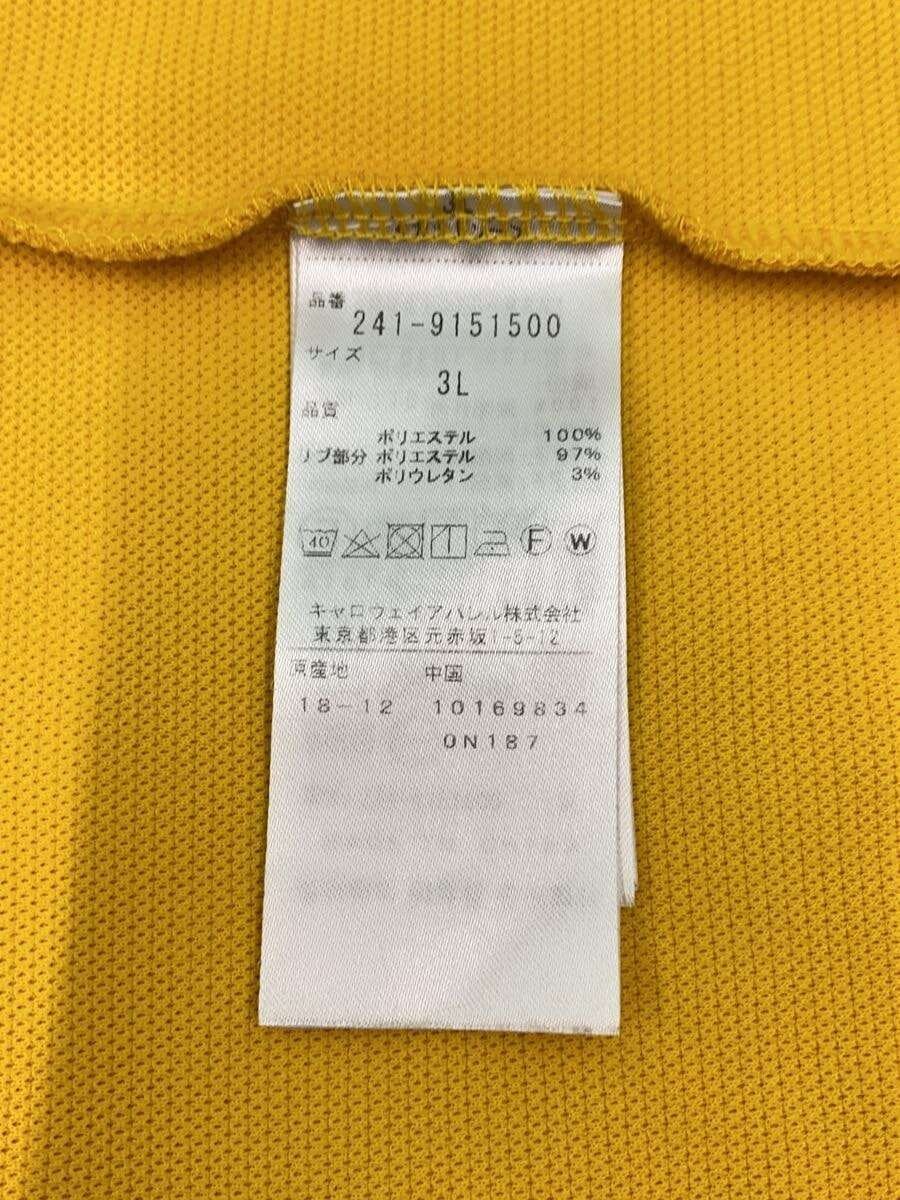 品番
241-9151500
サイズ
3L
品質
ポリエステル 100%
リブ部分 ポリエステル 97%
ポリウレタン 3%
40 F W
キャロウェイアパレル株式会社
東京都港区元赤坂1-5-12
原産地 中国
18-12 10169834
0N187